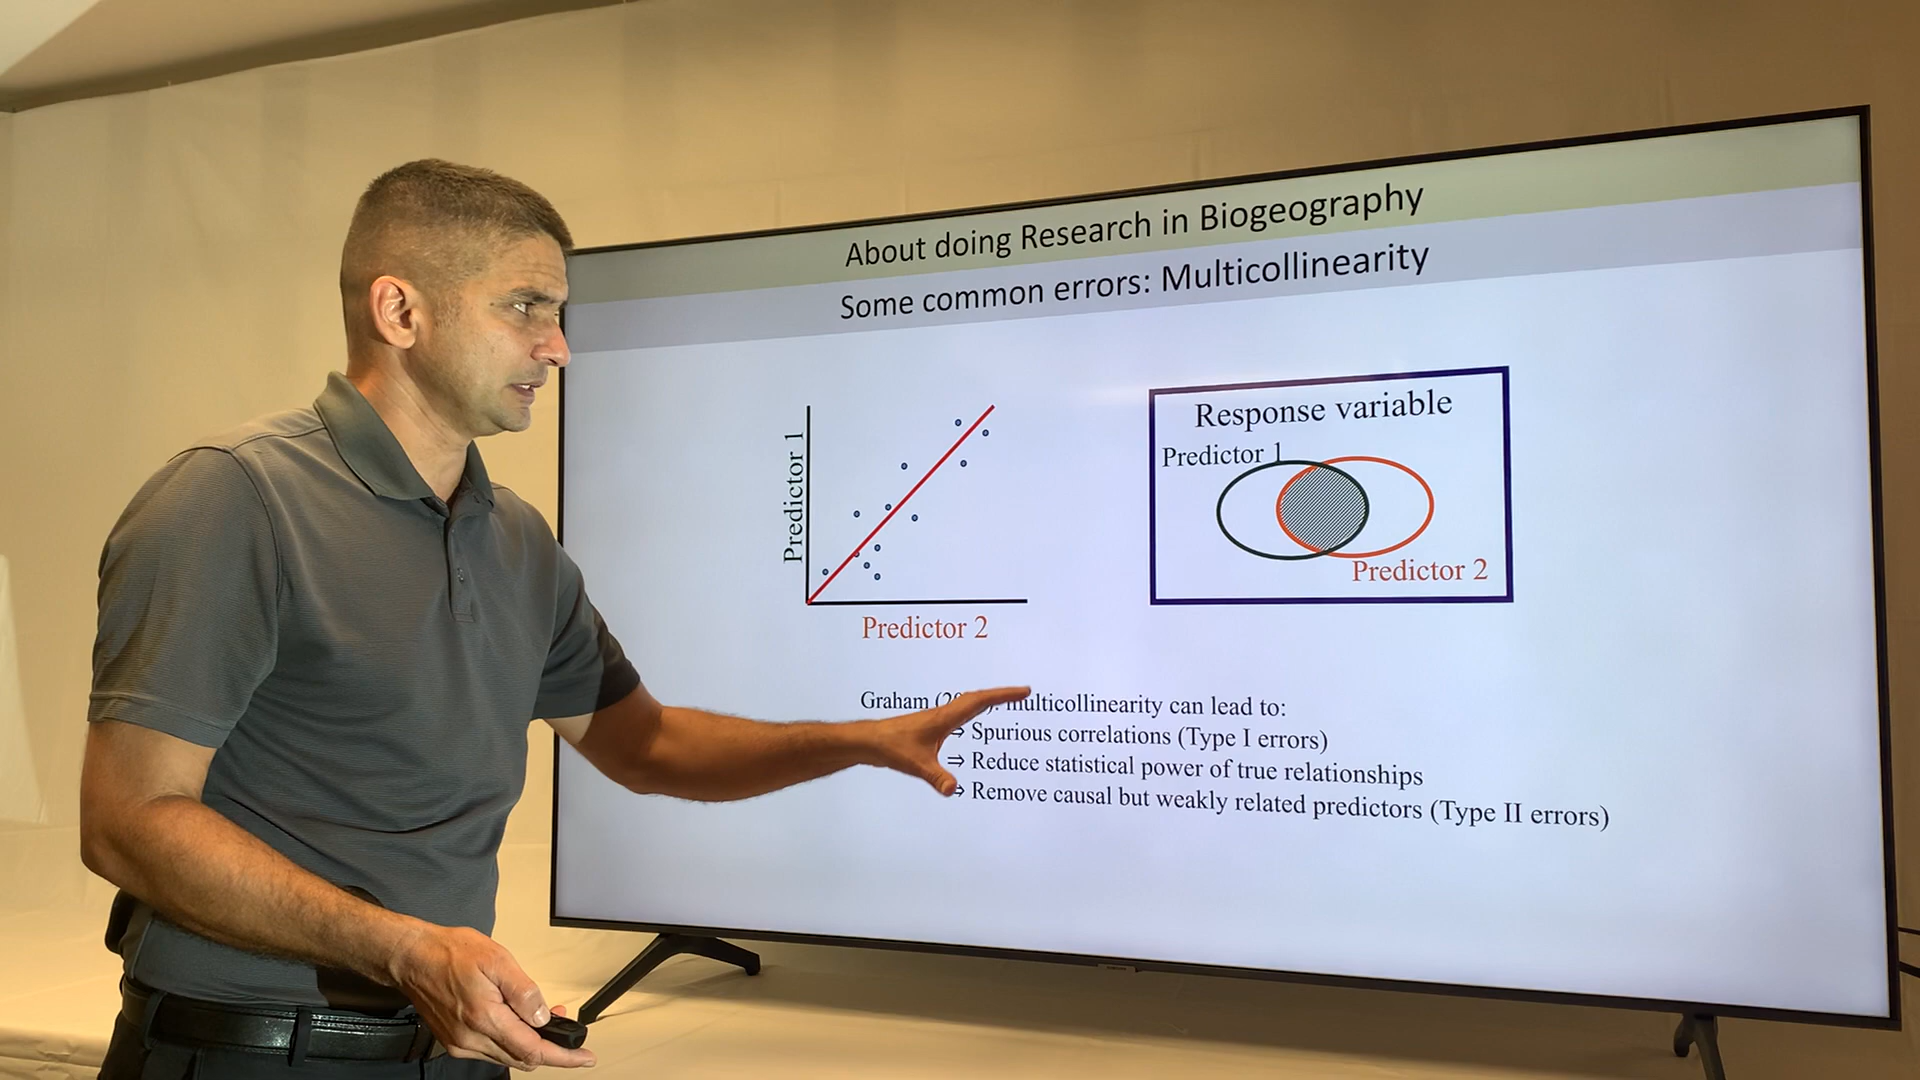 About doing Research in Biogeography
Some common errors: Multicollinearity
Predictor 1
Predictor 2
Response variable
Predictor 1
Predictor 2
Graham multicollinearity can lead to:
⇒ Spurious correlations (Type I errors)
⇒ Reduce statistical power of true relationships
⇒ Remove causal but weakly related predictors (Type II errors)